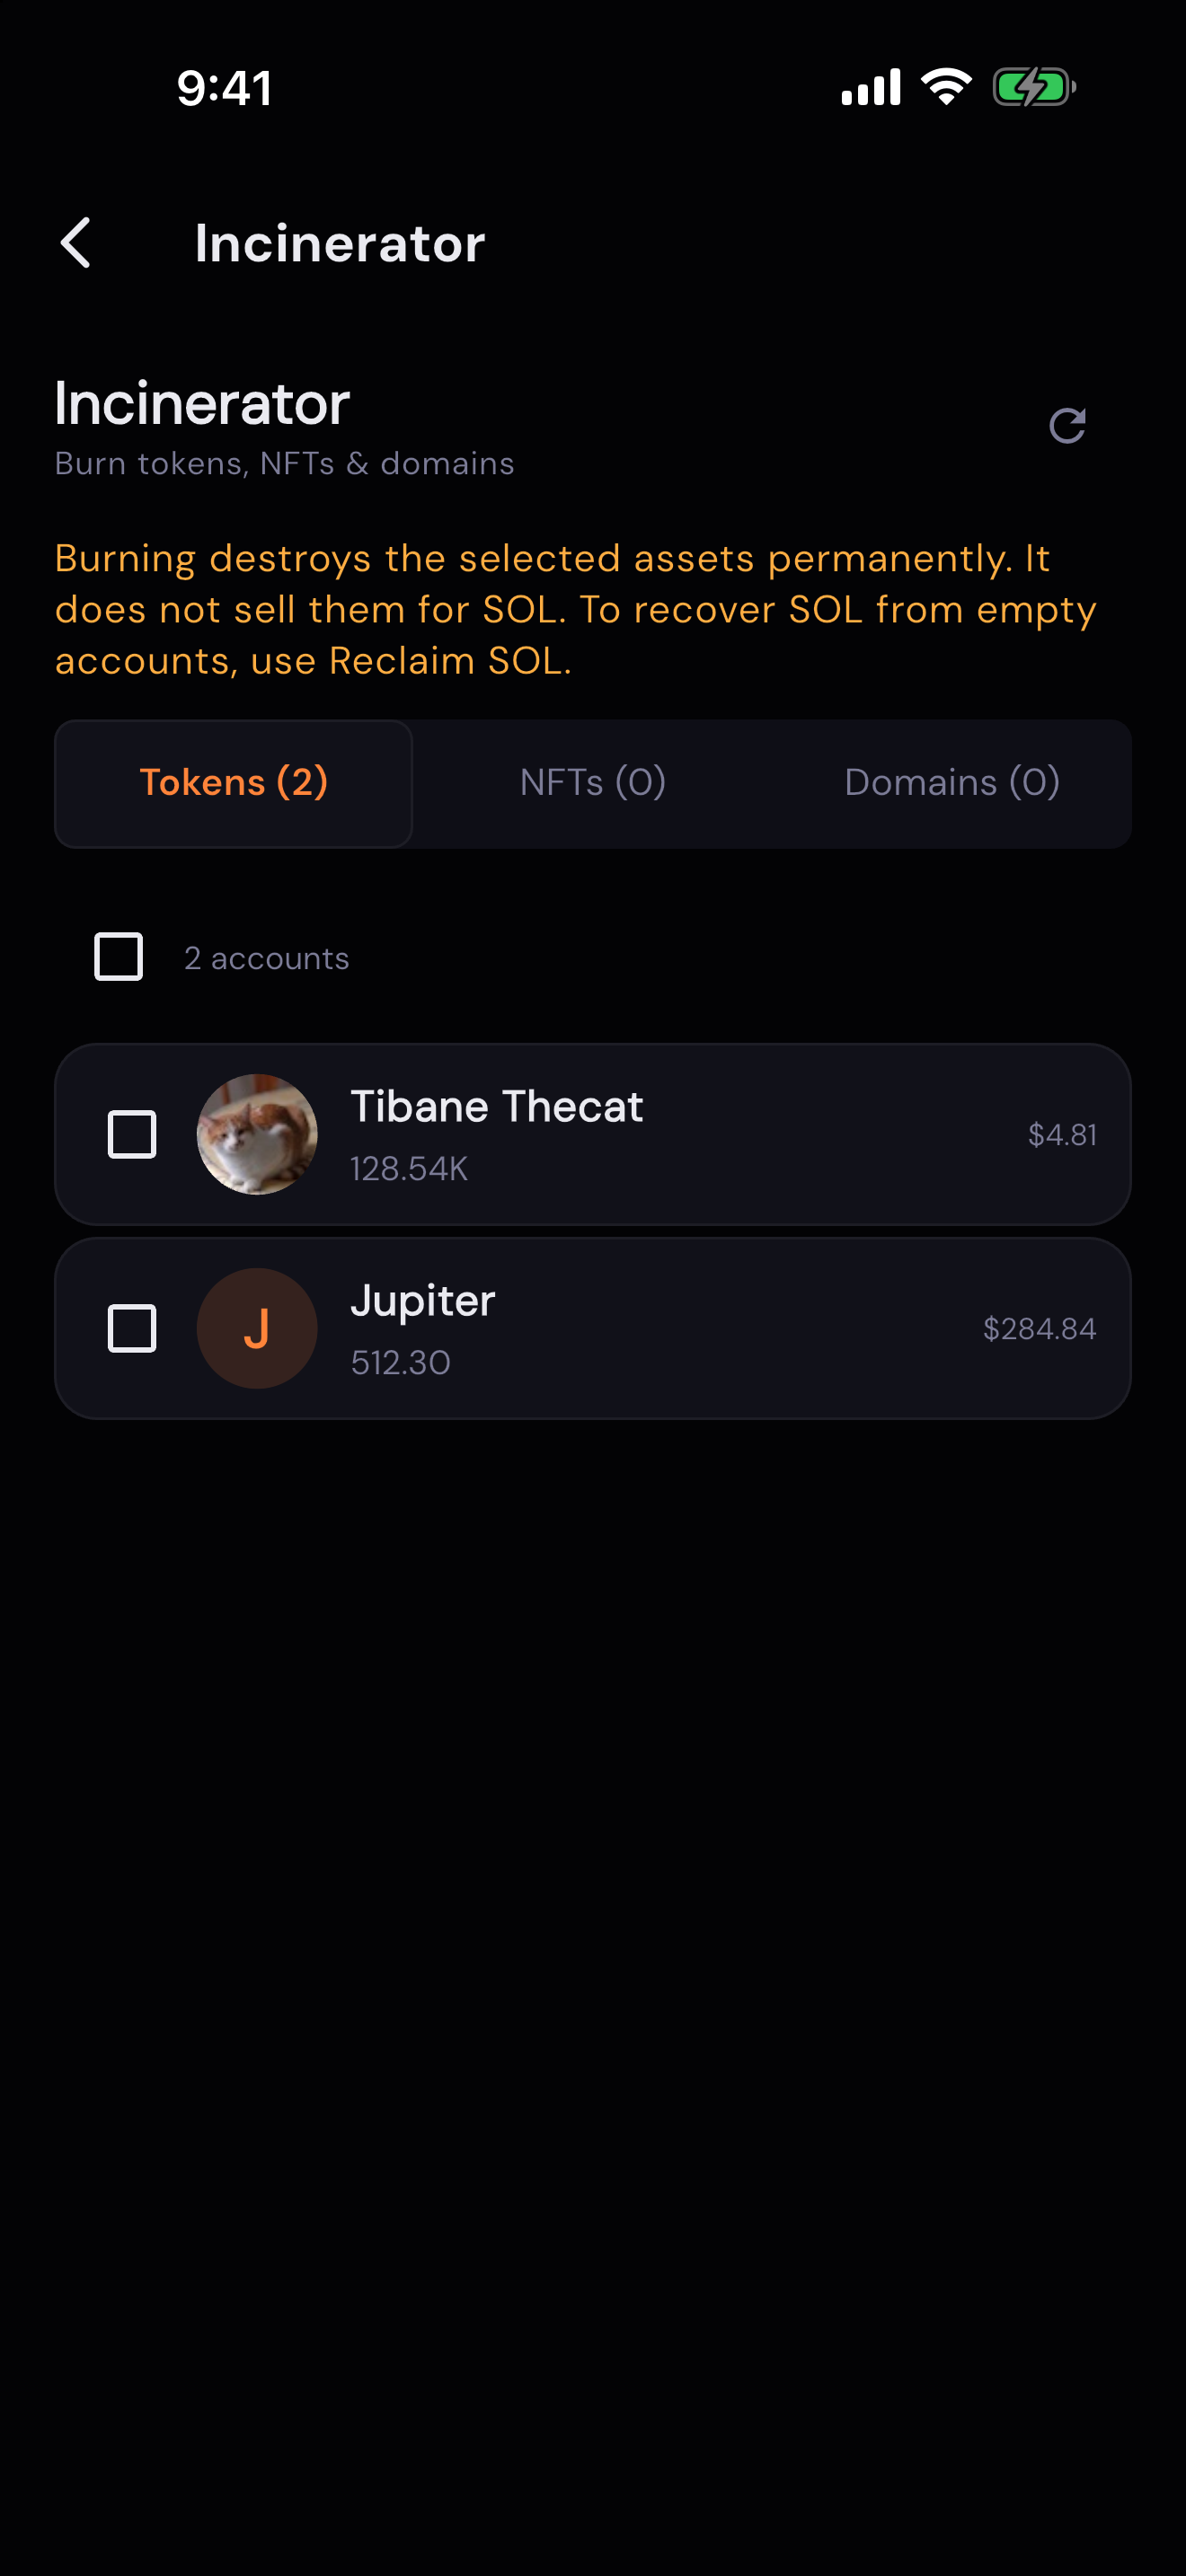 9:41
Incinerator
Incinerator
Burn tokens, NFTs & domains
Burning destroys the selected assets permanently. It
does not sell them for SOL. To recover SOL from empty
accounts, use Reclaim SOL.
Tokens (2)
NFTs (0)
Domains (0)
2 accounts
Tibane Thecat
128.54K
$4.81
J
Jupiter
512.30
$284.84